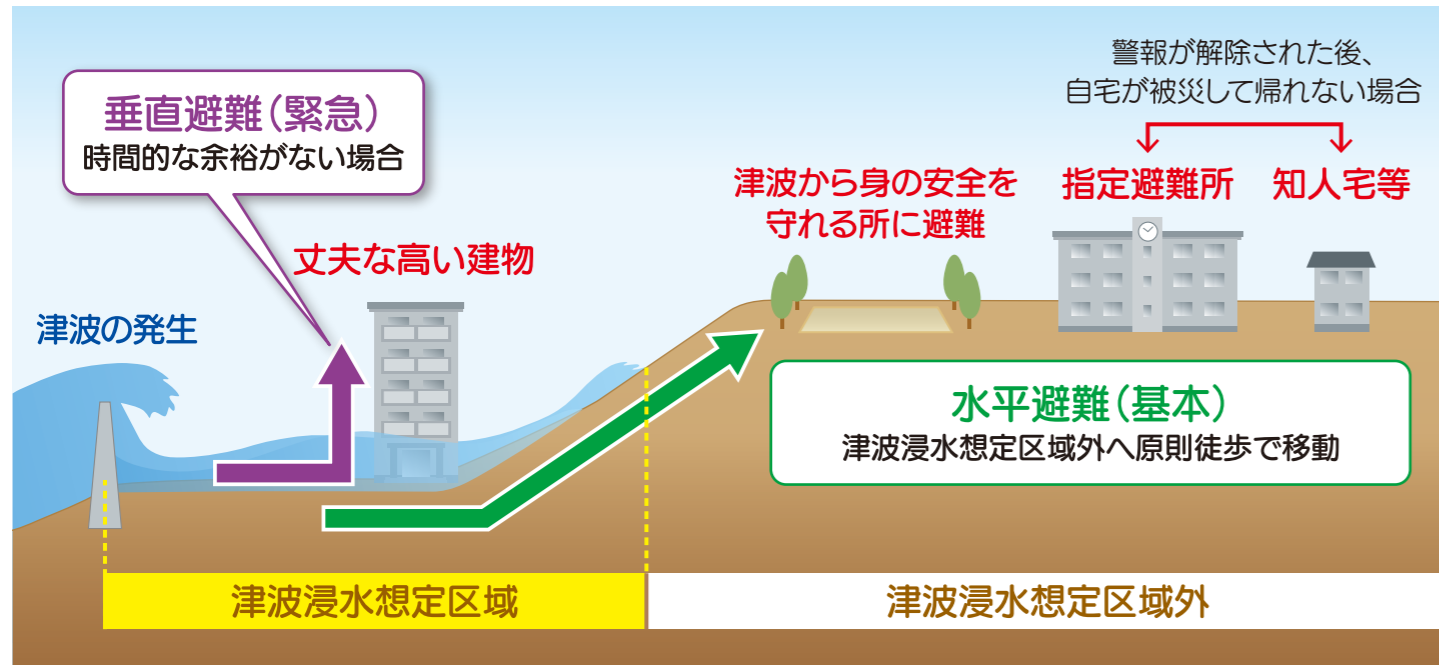 垂直避難(緊急)
時間的な余裕がない場合
丈夫な高い建物
津波の発生
警報が解除された後、
自宅が被災して帰れない場合
津波から身の安全を
守れる所に避難
指定避難所
知人宅等
水平避難(基本)
津波浸水想定区域外へ原則徒歩で移動
津波浸水想定区域
津波浸水想定区域外